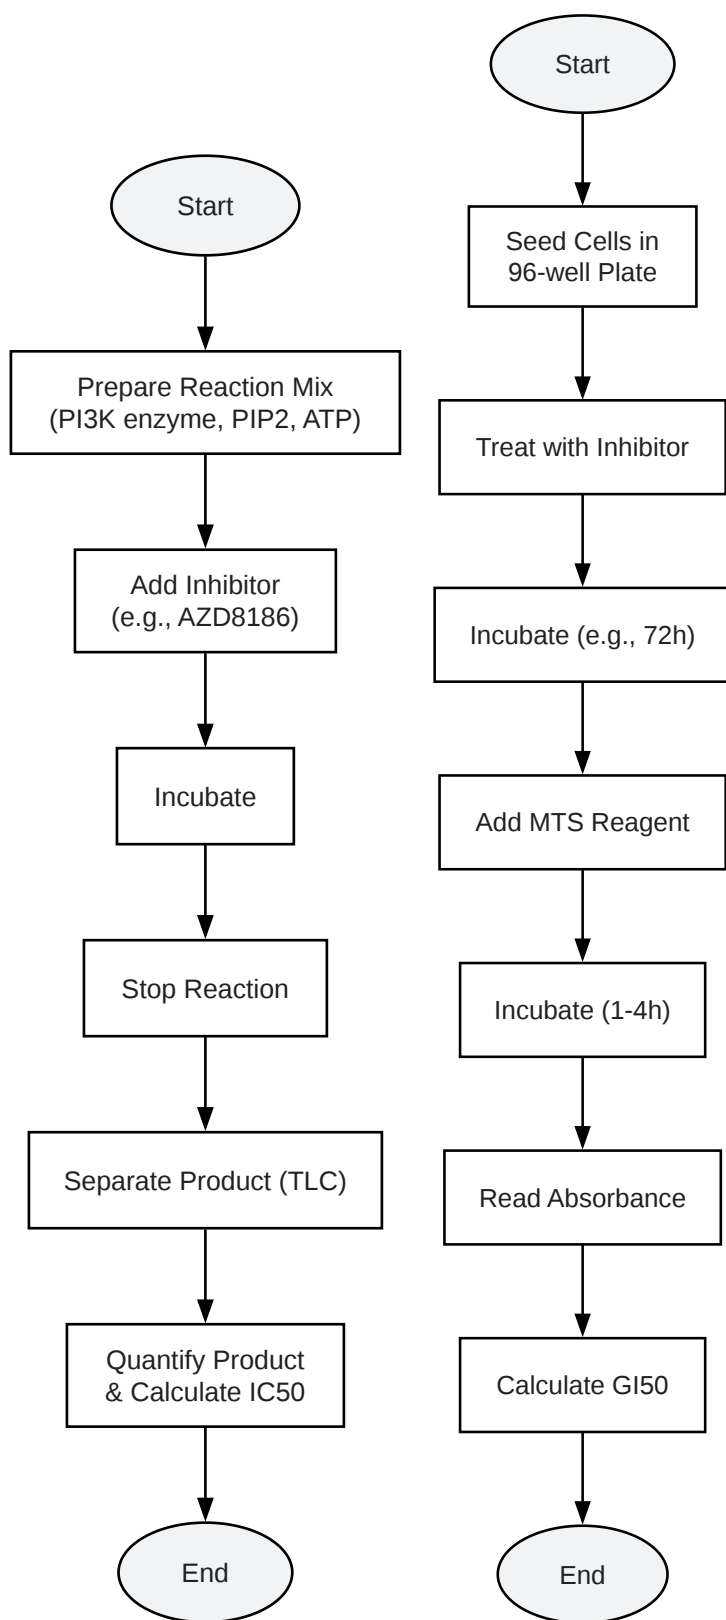 Start
Prepare Reaction Mix
(PI3K enzyme, PIP2, ATP)
Add Inhibitor
(e.g., AZD8186)
Incubate
Stop Reaction
Separate Product (TLC)
Quantify Product
& Calculate IC50
End
Start
Seed Cells in
96-well Plate
Treat with Inhibitor
Incubate (e.g., 72h)
Add MTS Reagent
Incubate (1-4h)
Read Absorbance
Calculate GI50
End